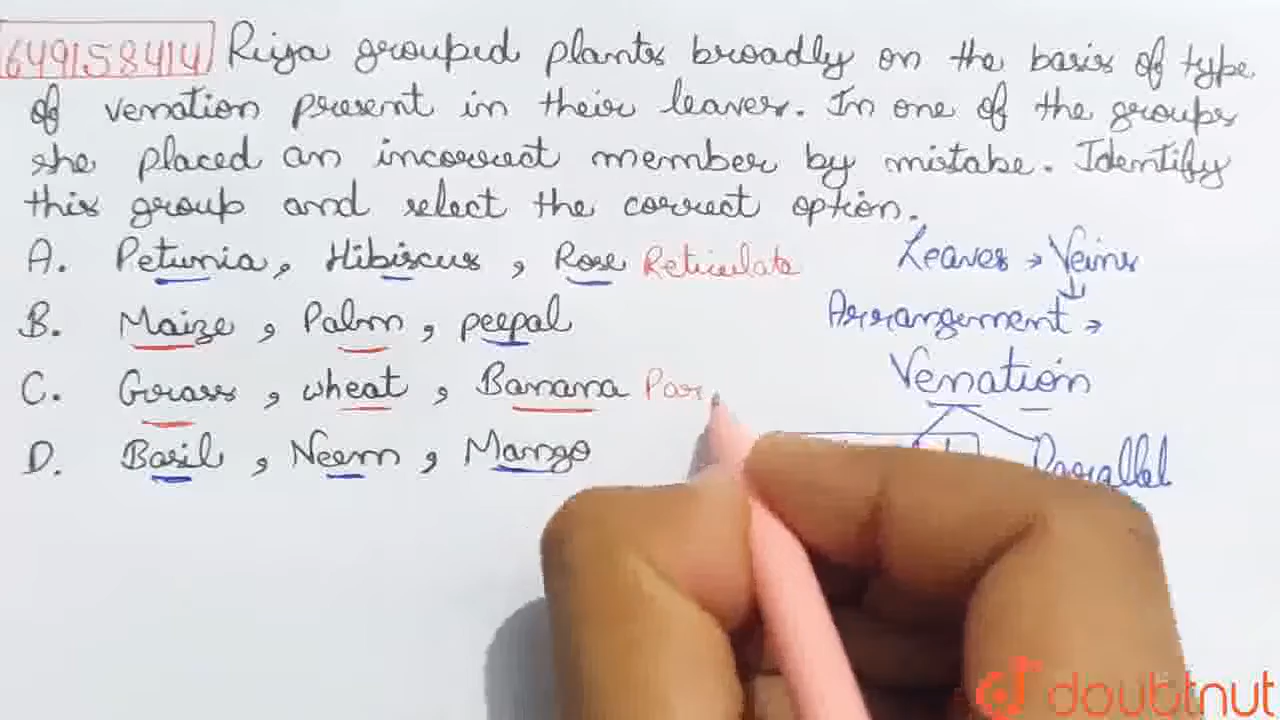 649158414 Riya grouped plants broadly on the basis of type
of venation present in their leaves. In one of the groups
she placed an incorrect member by mistake. Identify
this group and select the correct option.
A. Petunia, Hibiscus, Rose Reticulate
B. Maize, Palm, peepal
C. Grass, wheat, Banana Par
D. Basil, Neem, Mango
Leaves → Veins
Arrangement →
Venation
Parallel
doubtnut